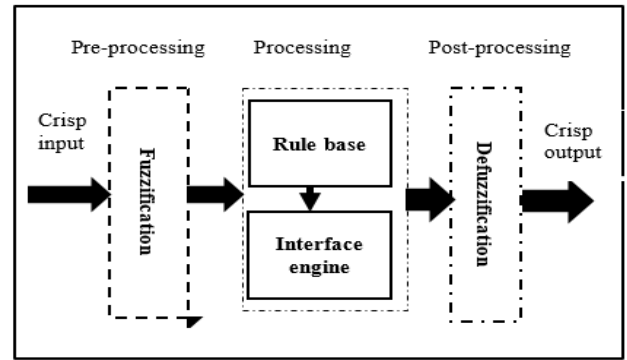 Pre-processing
Processing
Post-processing
Crisp
input
Fuzzification
Rule base
Interface
engine
Defuzzification
Crisp
output